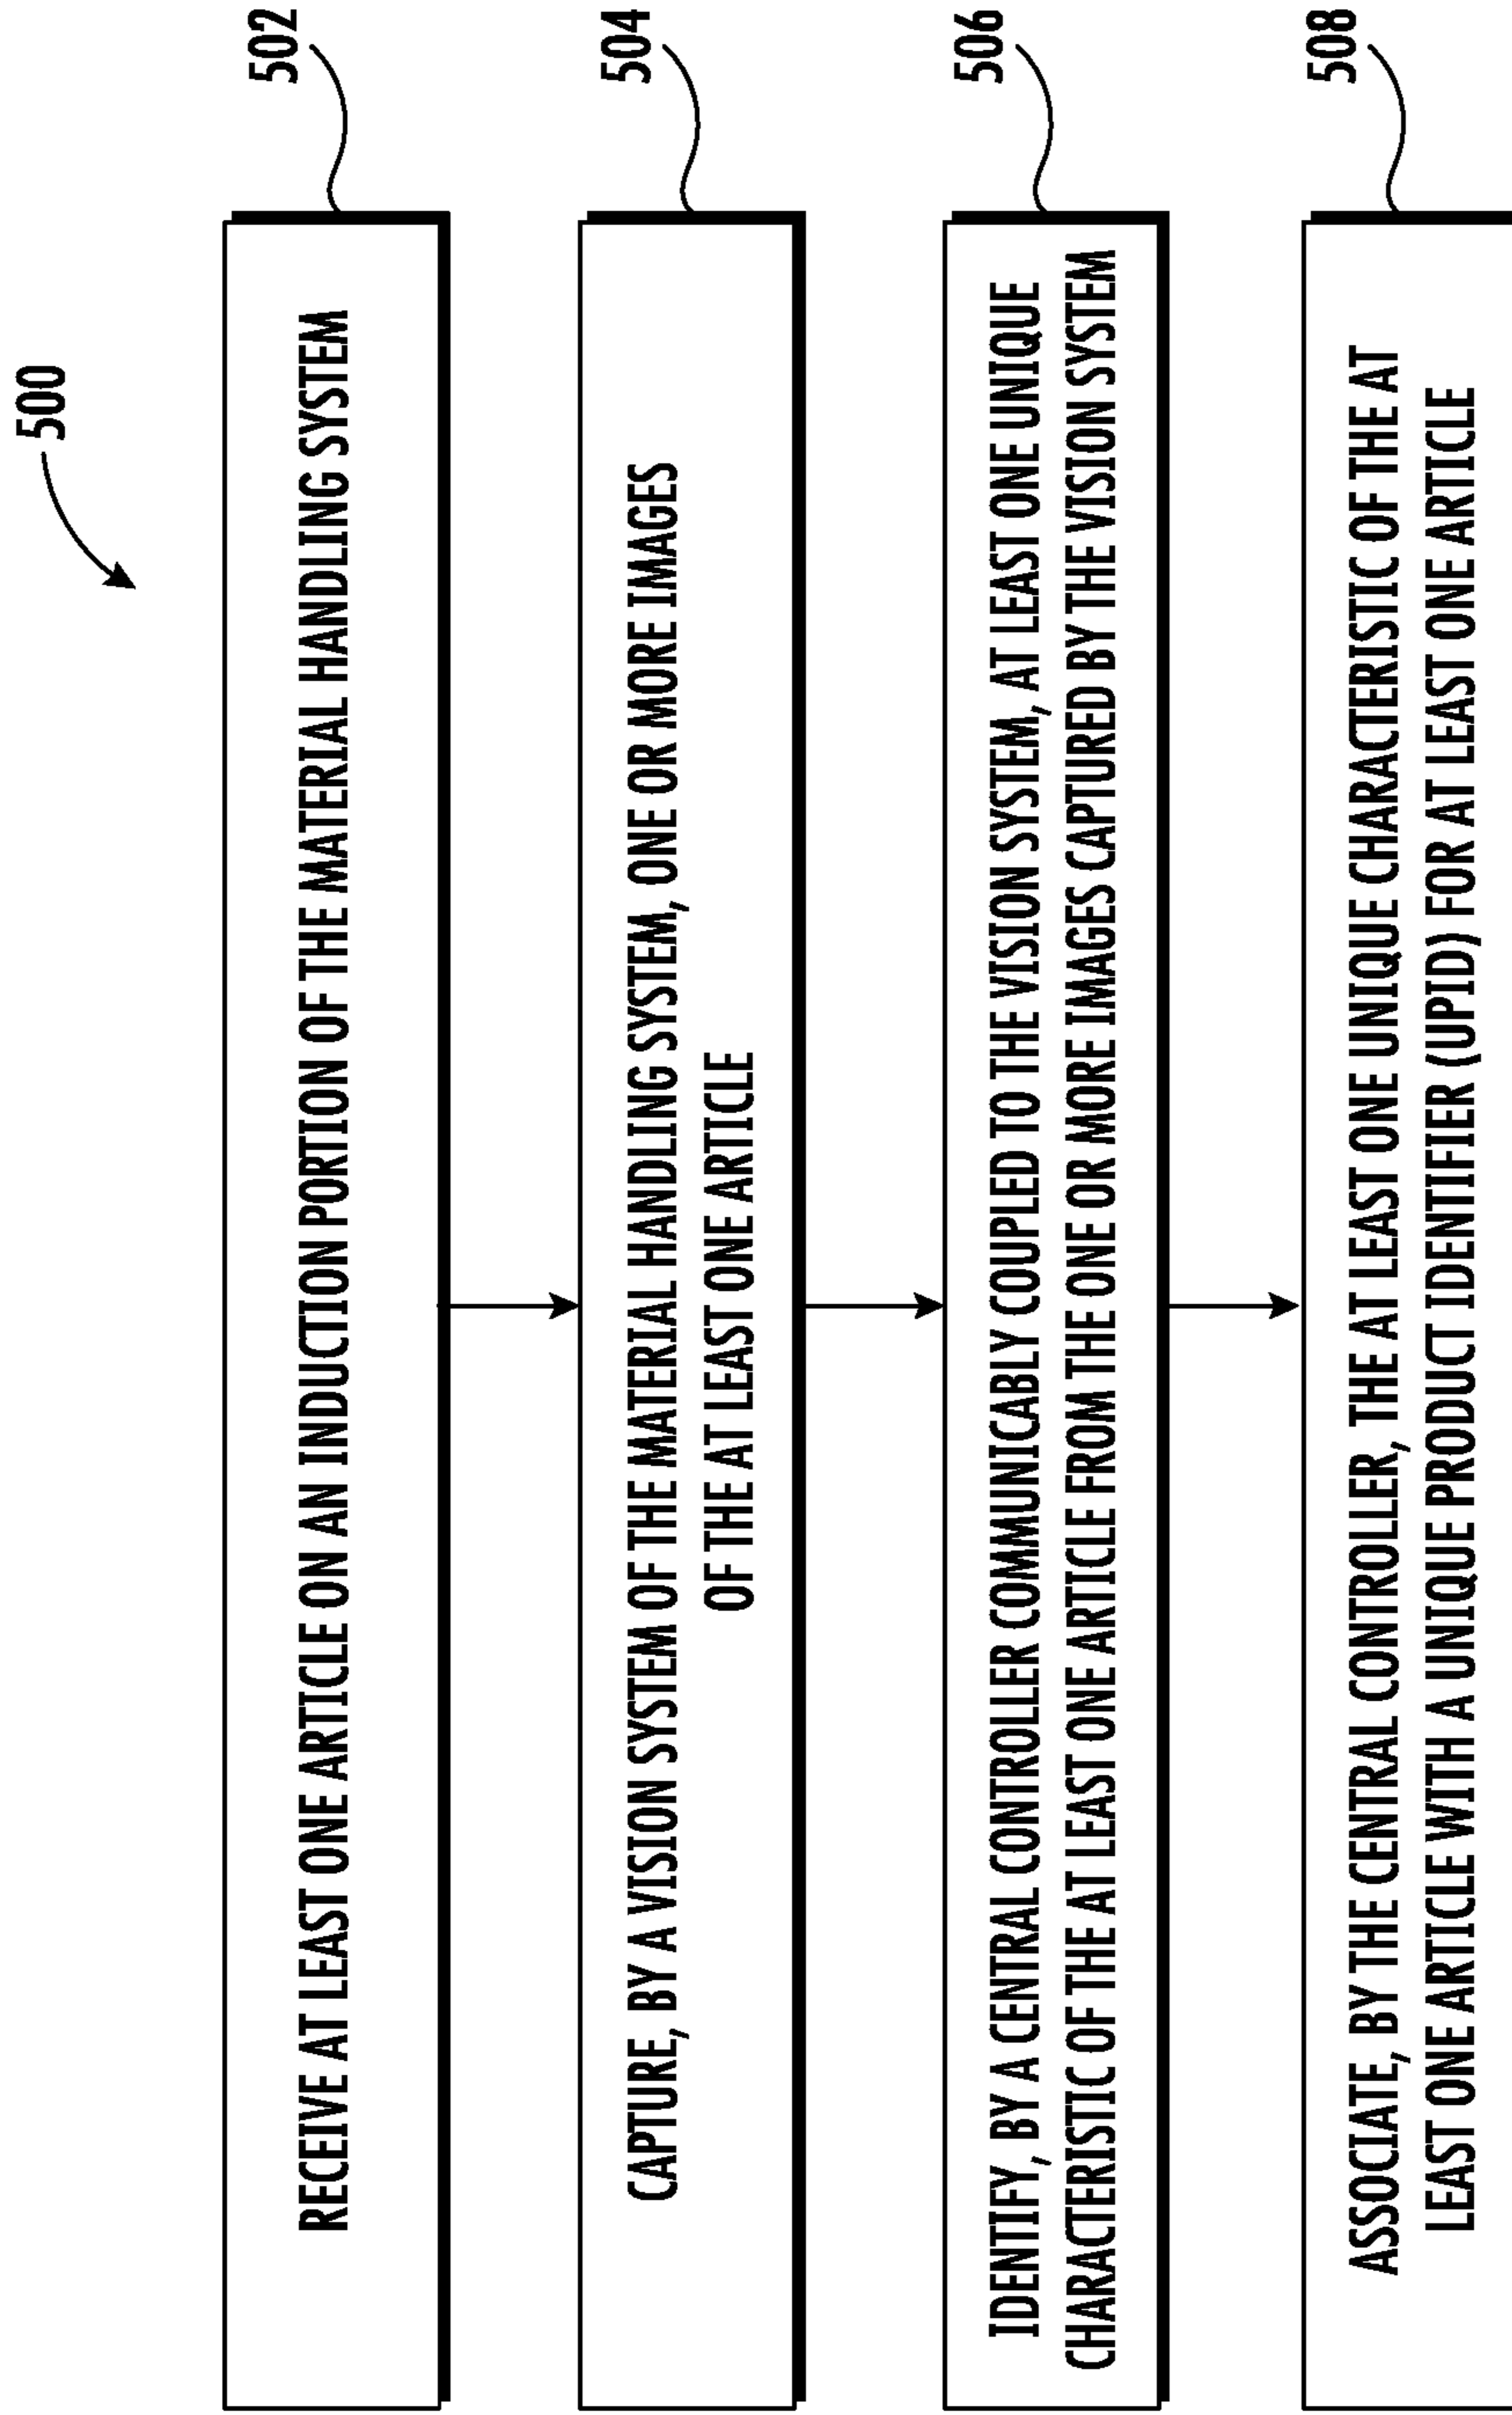 500
502
RECEIVE AT LEAST ONE ARTICLE ON AN INDUCTION PORTION OF THE MATERIAL HANDLING SYSTEM
504
CAPTURE, BY A VISION SYSTEM OF THE MATERIAL HANDLING SYSTEM, ONE OR MORE IMAGES
OF THE AT LEAST ONE ARTICLE
506
IDENTIFY, BY A CENTRAL CONTROLLER COMMUNICABLY COUPLED TO THE VISION SYSTEM, AT LEAST ONE UNIQUE
CHARACTERISTIC OF THE AT LEAST ONE ARTICLE FROM THE ONE OR MORE IMAGES CAPTURED BY THE VISION SYSTEM
508
ASSOCIATE, BY THE CENTRAL CONTROLLER, THE AT LEAST ONE UNIQUE CHARACTERISTIC OF THE AT
LEAST ONE ARTICLE WITH A UNIQUE PRODUCT IDENTIFIER (UPID) FOR AT LEAST ONE ARTICLE